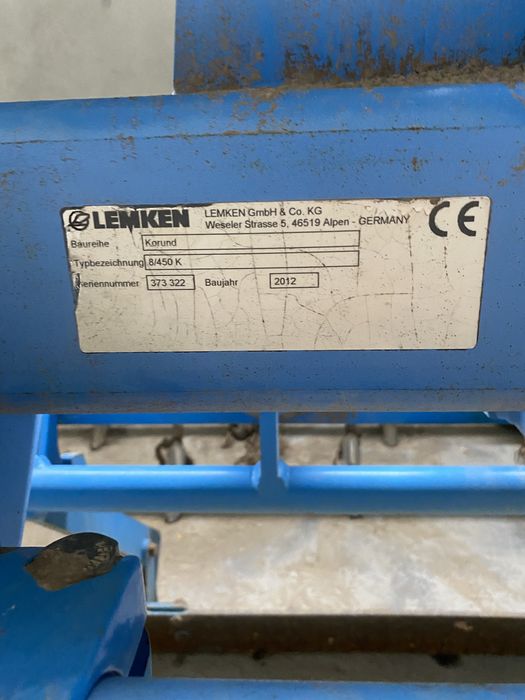 LEMKEN
LEMKEN GmbH & Co. KG
Weseler Strasse 5, 46519 Alpen - GERMANY
CE
Baureihe Korund
Typbezeichnung 8/450 K
Seriennummer 373 322 Baujahr 2012